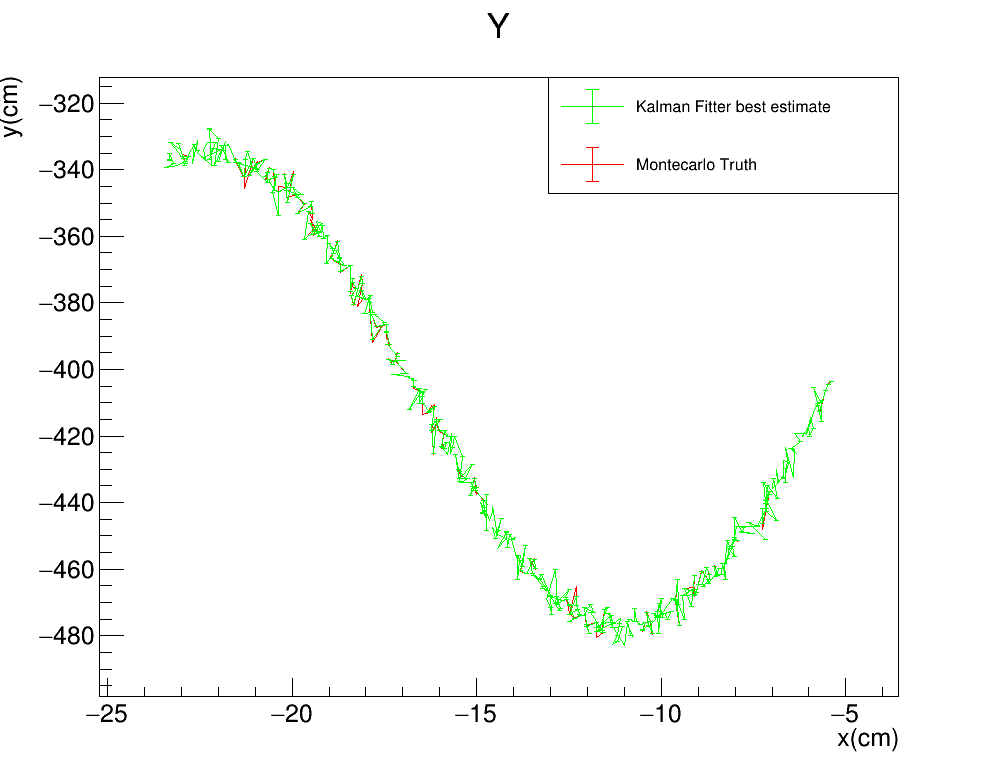 Y
y(cm)
Kalman Fitter best estimate
Montecarlo Truth
−320
−340
−360
−380
−400
−420
−440
−460
−480
−25 −20 −15 −10 −5
x(cm)